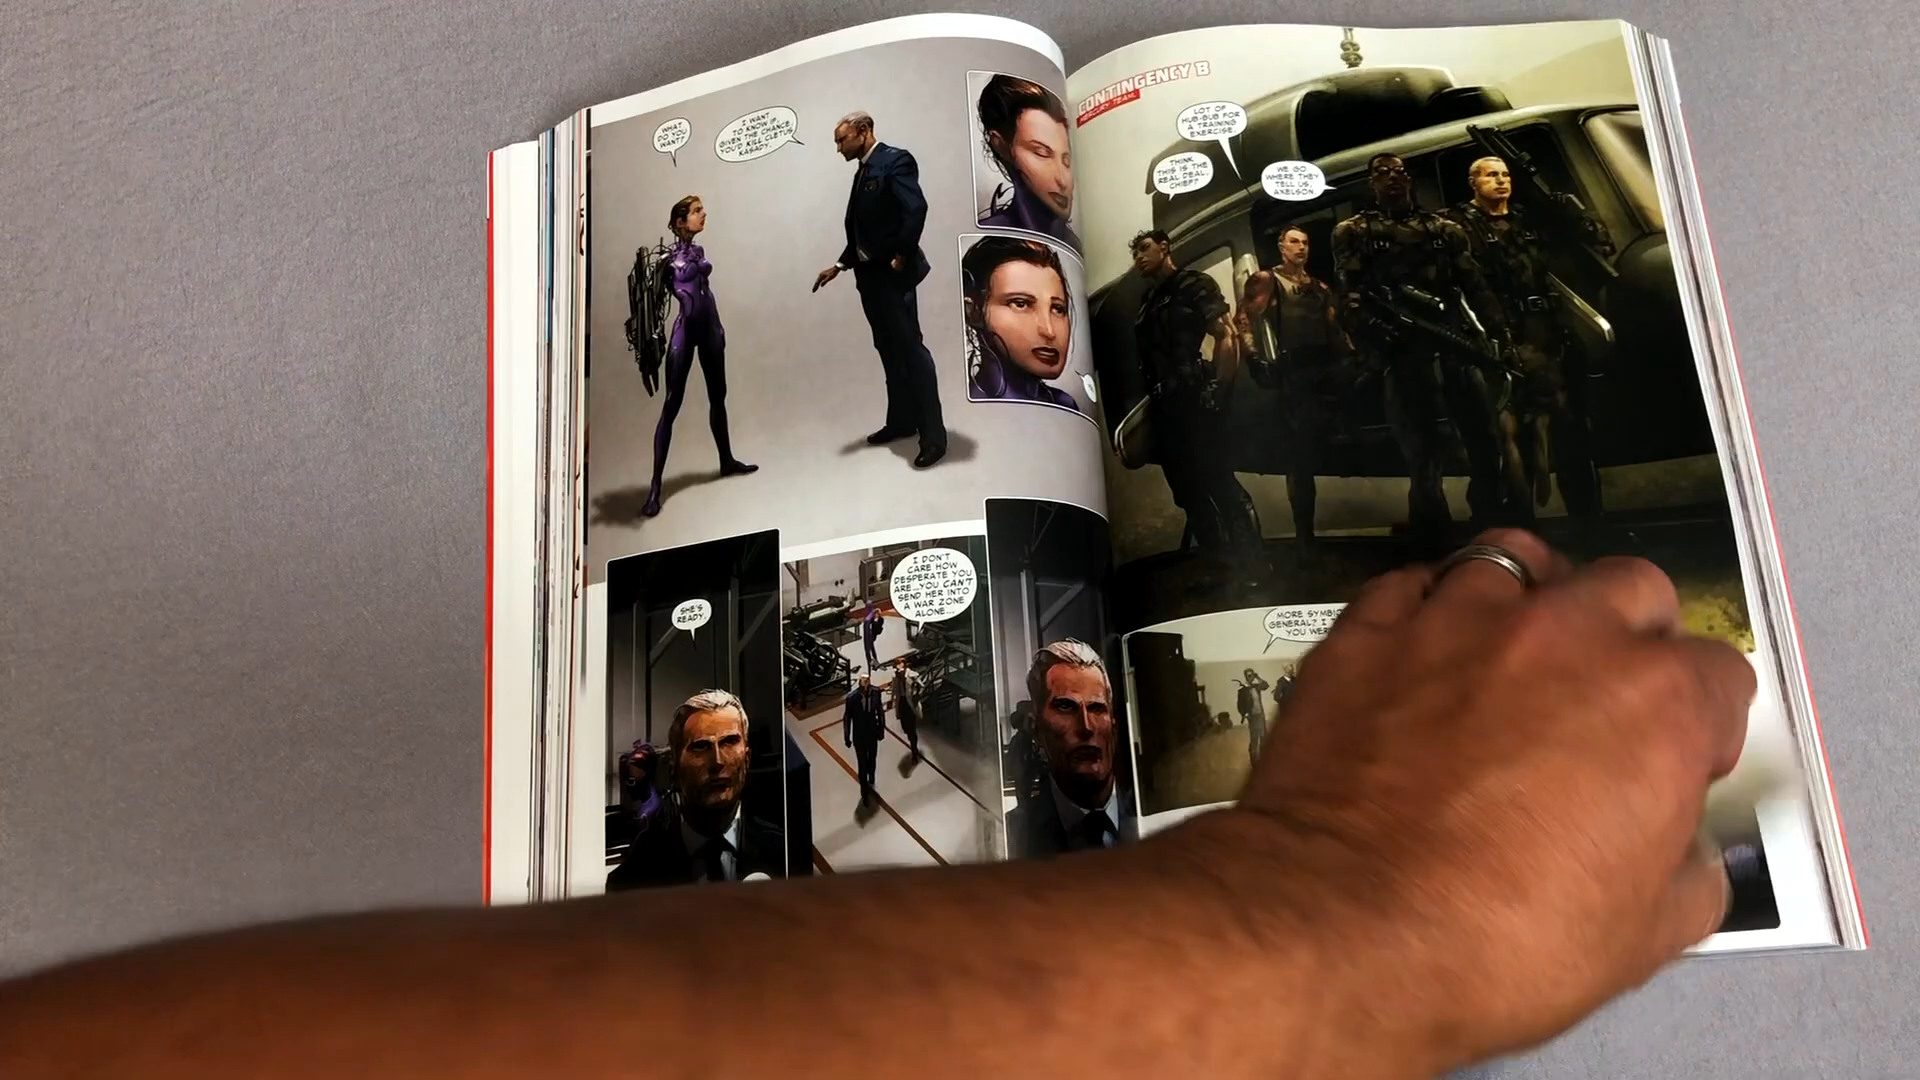 WHAT
DO YOU
WANT?
I WANT
TO KNOW IF,
GIVEN THE CHANCE,
YOU'D KILL CLETUS
KASADY.
SHE'S
READY.
I DON'T
CARE HOW
DESPERATE YOU
ARE...YOU CAN'T
SEND HER INTO
A WAR ZONE
ALONE...
CONTINGENCY B
MERCURY TEAM.
LOT OF
HUB-BUB FOR
A TRAINING
EXERCISE.
THINK
THIS IS THE
REAL DEAL,
CHIEF?
WE GO
WHERE THEY
TELL US,
AXELSON.
MORE
GENERAL? I
YOU